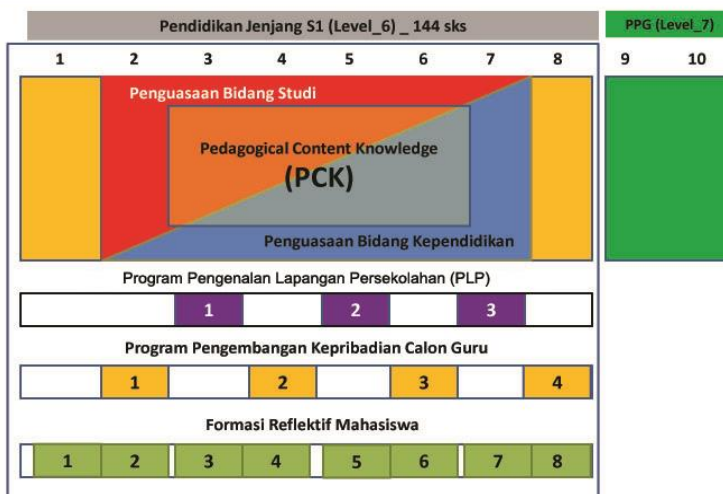 Pendidikan Jenjang S1 (Level_6) _ 144 sks
PPG (Level_7)
1 2 3 4 5 6 7 8 9 10
Penguasaan Bidang Studi
Pedagogical Content Knowledge
(PCK)
Penguasaan Bidang Kependidikan
Program Pengenalan Lapangan Persekolahan (PLP)
1 2 3
Program Pengembangan Kepribadian Calon Guru
1 2 3 4
Formasi Reflektif Mahasiswa
1 2 3 4 5 6 7 8